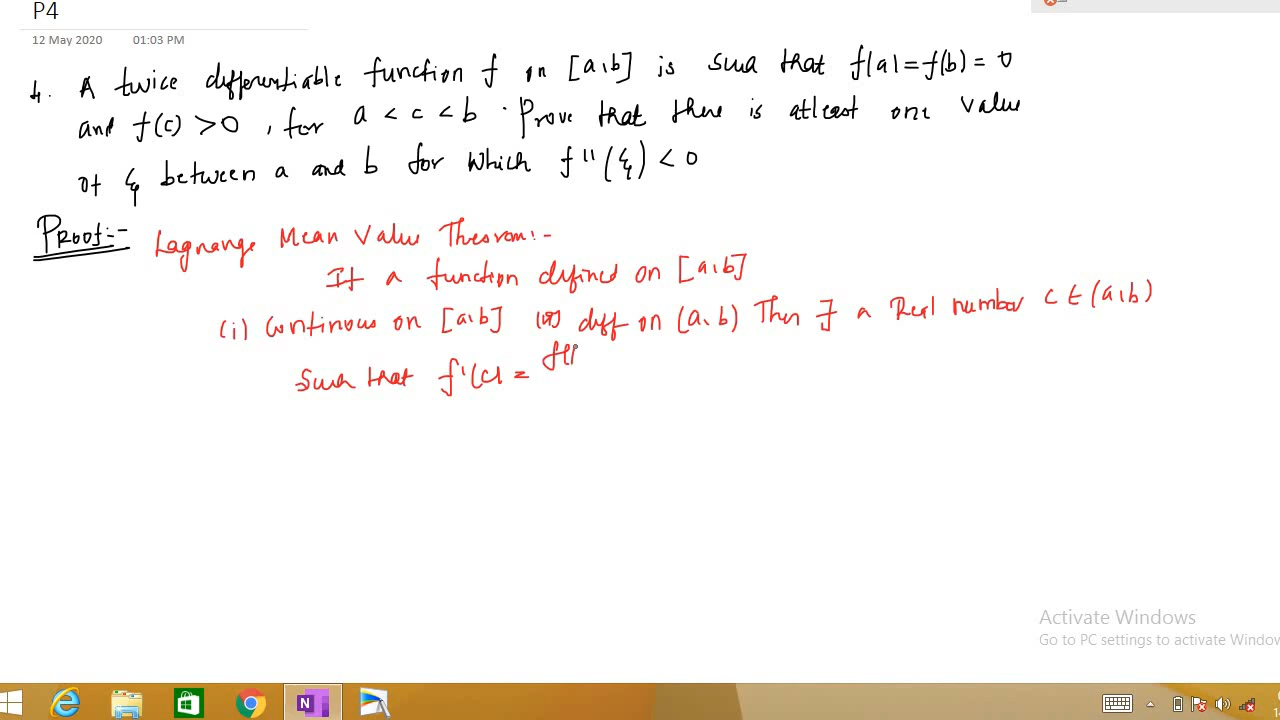 P4
12 May 2020 01:03 PM
4. A twice differentiable function f on [a,b] is such that f(a) = f(b) = 0
and f(c) > 0, for a < c < b. Prove that there is atleast one value
of ξ between a and b for which f''(ξ) < 0
PROOF:- Lagrange Mean Value Theorem:-
If a function defined on [a,b]
(i) continous on [a,b] (ii) diff on (a,b) Then ∃ a Real number c ∈ (a,b)
Such that f'(c) = f(
Activate Windows
Go to PC settings to activate Window